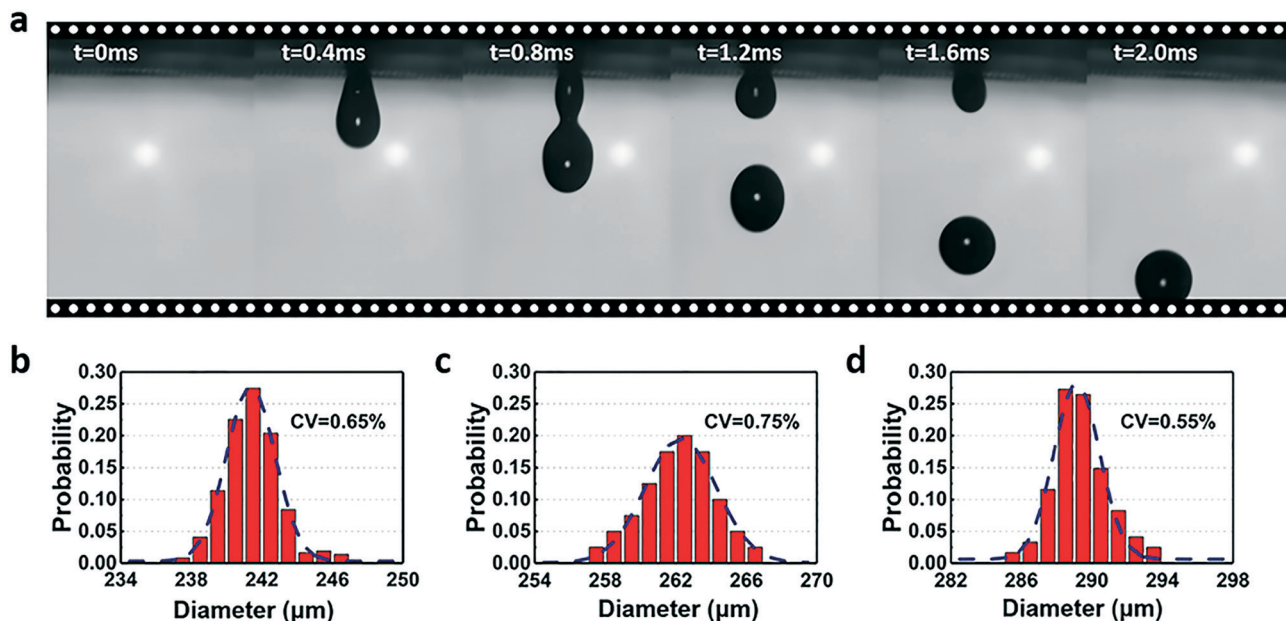 a
t=0ms t=0.4ms t=0.8ms t=1.2ms t=1.6ms t=2.0ms
b
Probability
0.30
0.25
0.20
0.15
0.10
0.05
0.00
CV=0.65%
234 238 242 246 250
Diameter (µm)
c
Probability
0.30
0.25
0.20
0.15
0.10
0.05
0.00
CV=0.75%
254 258 262 266 270
Diameter (µm)
d
Probability
0.30
0.25
0.20
0.15
0.10
0.05
0.00
CV=0.55%
282 286 290 294 298
Diameter (µm)